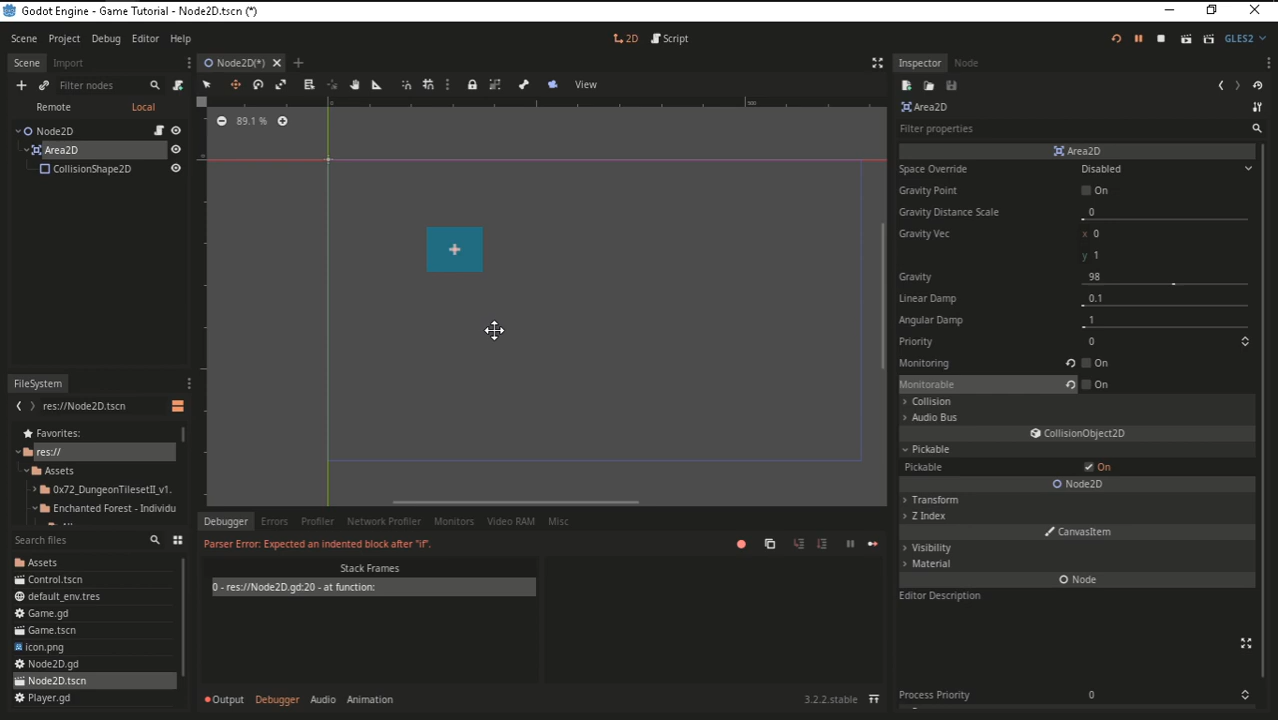 Godot Engine - Game Tutorial - Node2D.tscn (*)
Scene Project Debug Editor Help
2D Script
GLES2
Scene Import
Node2D(*)
Inspector Node
Filter nodes
View
Remote Local
Area2D
Node2D
Area2D
CollisionShape2D
0 500
89.1 %
0
Filter properties
Area2D
Space Override Disabled
Gravity Point On
Gravity Distance Scale 0
Gravity Vec x 0
y 1
Gravity 98
Linear Damp 0.1
Angular Damp 1
Priority 0
Monitoring On
Monitorable On
Collision
Audio Bus
CollisionObject2D
Pickable
Pickable On
Node2D
Transform
Z Index
CanvasItem
Visibility
Material
Node
Editor Description
Process Priority 0
FileSystem
res://Node2D.tscn
Favorites:
res://
Assets
0x72_DungeonTilesetII_v1.
Enchanted Forest - Individu
Search files
Assets
Control.tscn
default_env.tres
Game.gd
Game.tscn
icon.png
Node2D.gd
Node2D.tscn
Player.gd
Debugger Errors Profiler Network Profiler Monitors Video RAM Misc
Parser Error: Expected an indented block after "if".
Stack Frames
0 - res://Node2D.gd:20 - at function:
Output Debugger Audio Animation
3.2.2.stable